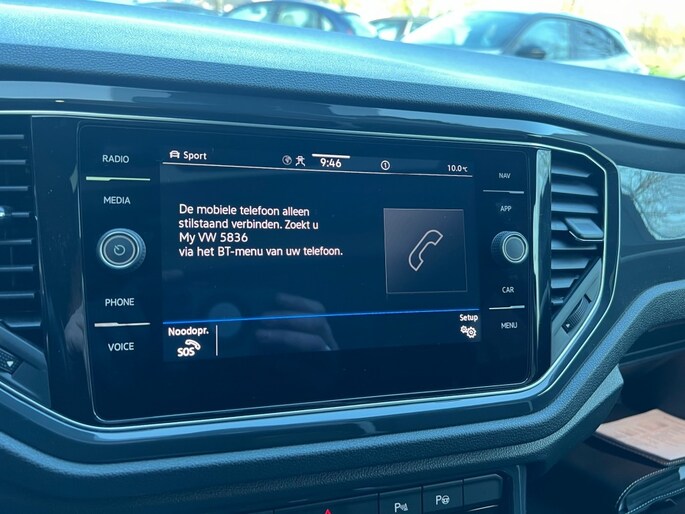 RADIO
MEDIA
PHONE
VOICE
Sport
9:46
1
10.0°C
De mobiele telefoon alleen
stilstaand verbinden. Zoekt u
My VW 5836
via het BT-menu van uw telefoon.
Noodopr.
SOS
Setup
NAV
APP
CAR
MENU
P
P